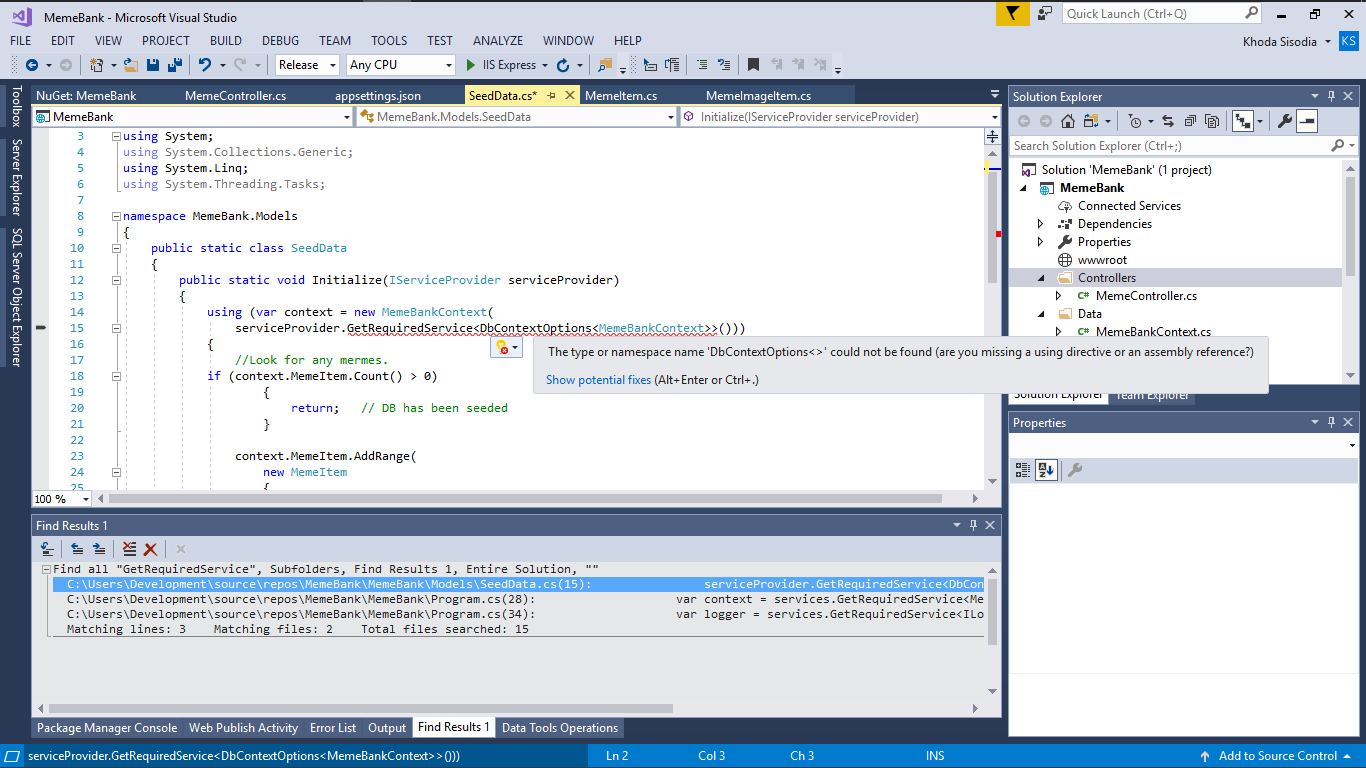 MemeBank - Microsoft Visual Studio
Quick Launch (Ctrl+Q)
FILE EDIT VIEW PROJECT BUILD DEBUG TEAM TOOLS TEST ANALYZE WINDOW HELP
Khoda Sisodia KS
Release Any CPU IIS Express
Toolbox
Server Explorer
SQL Server Object Explorer
NuGet: MemeBank MemeController.cs appsettings.json SeedData.cs* MemeItem.cs MemeImageItem.cs
MemeBank MemeBank.Models.SeedData Initialize(IServiceProvider serviceProvider)
3 using System;
4 using System.Collections.Generic;
5 using System.Linq;
6 using System.Threading.Tasks;
7
8 namespace MemeBank.Models
9 {
10 public static class SeedData
11 {
12 public static void Initialize(IServiceProvider serviceProvider)
13 {
14 using (var context = new MemeBankContext(
15 serviceProvider.GetRequiredService<DbContextOptions<MemeBankContext>>()))
16 {
17 //Look for any mermes.
18 if (context.MemeItem.Count() > 0)
19 {
20 return; // DB has been seeded
21 }
22
23 context.MemeItem.AddRange(
24 new MemeItem
25 {
The type or namespace name 'DbContextOptions<>' could not be found (are you missing a using directive or an assembly reference?)
Show potential fixes (Alt+Enter or Ctrl+.)
100 %
Solution Explorer
Search Solution Explorer (Ctrl+;)
Solution 'MemeBank' (1 project)
MemeBank
Connected Services
Dependencies
Properties
wwwroot
Controllers
C# MemeController.cs
Data
C# MemeBankContext.cs
Solution Explorer Team Explorer
Properties
Find Results 1
Find all "GetRequiredService", Subfolders, Find Results 1, Entire Solution, ""
C:\Users\Development\source\repos\MemeBank\MemeBank\Models\SeedData.cs(15): serviceProvider.GetRequiredService<DbCon
C:\Users\Development\source\repos\MemeBank\MemeBank\Program.cs(28): var context = services.GetRequiredService<Me
C:\Users\Development\source\repos\MemeBank\MemeBank\Program.cs(34): var logger = services.GetRequiredService<ILo
Matching lines: 3 Matching files: 2 Total files searched: 15
Package Manager Console Web Publish Activity Error List Output Find Results 1 Data Tools Operations
serviceProvider.GetRequiredService<DbContextOptions<MemeBankContext>>())) Ln 2 Col 3 Ch 3 INS Add to Source Control